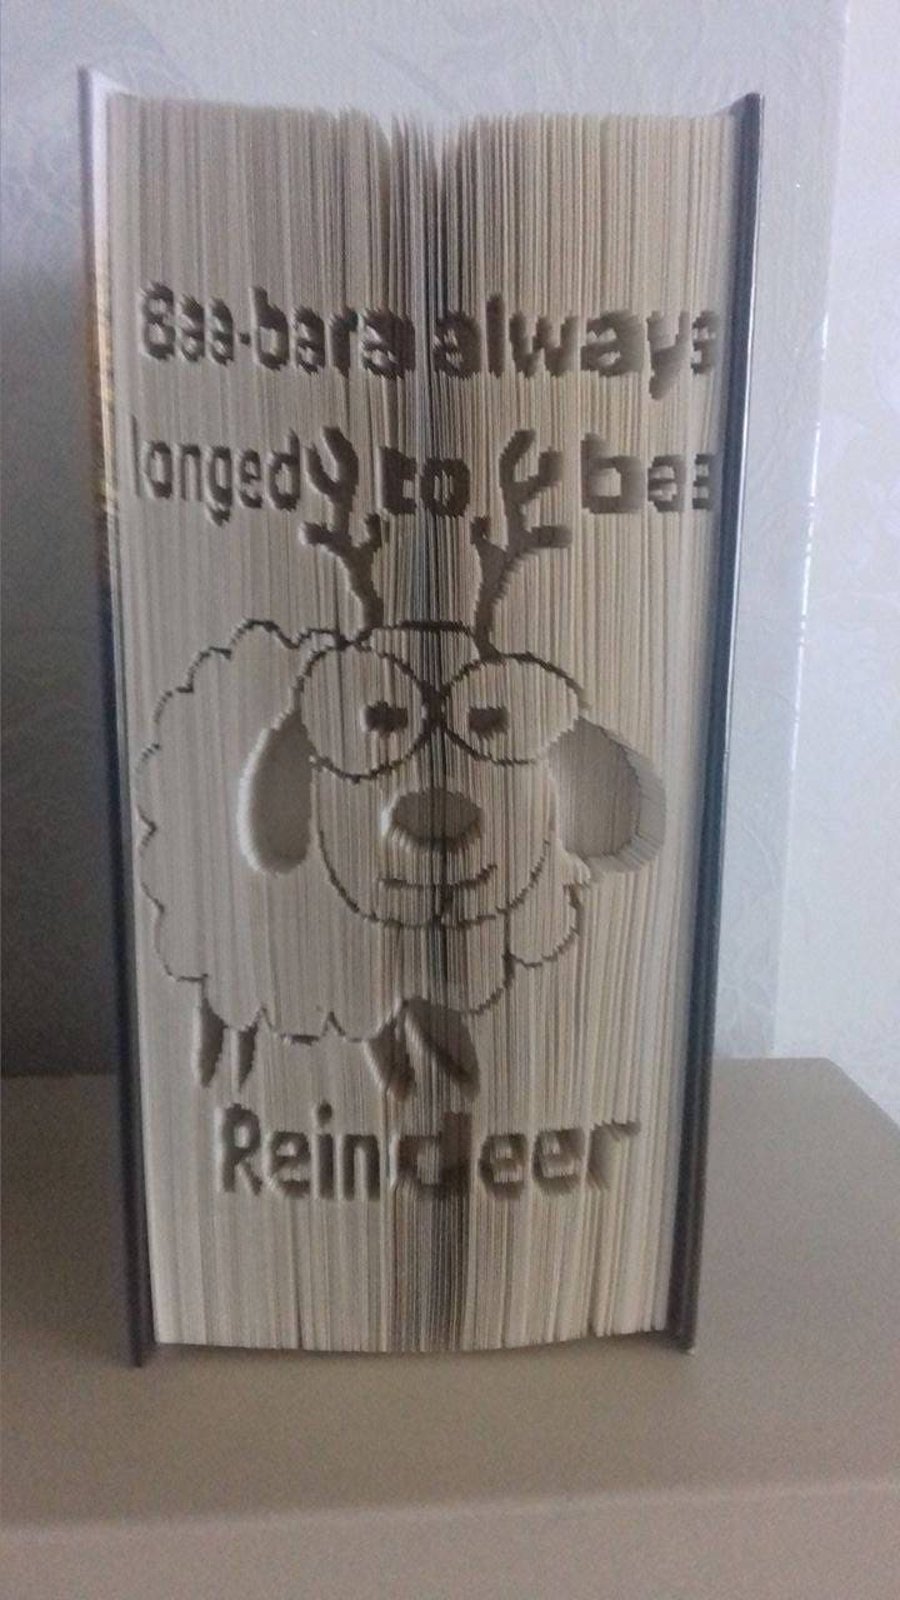 Baa-bara always
longed to be a
Reindeer